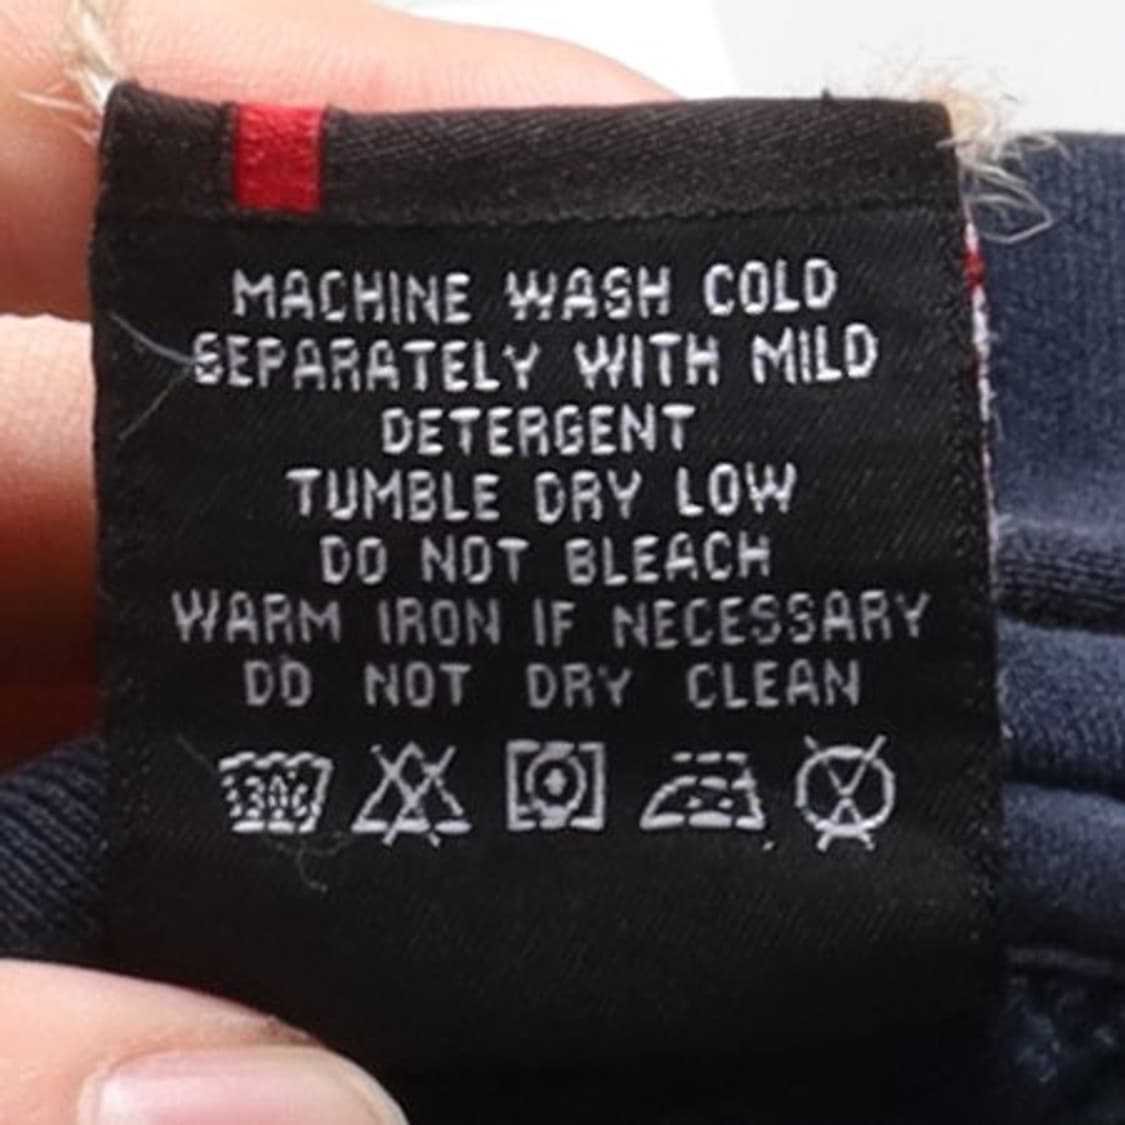 MACHINE WASH COLD
SEPARATELY WITH MILD
DETERGENT
TUMBLE DRY LOW
DO NOT BLEACH
WARM IRON IF NECESSARY
DO NOT DRY CLEAN
30C